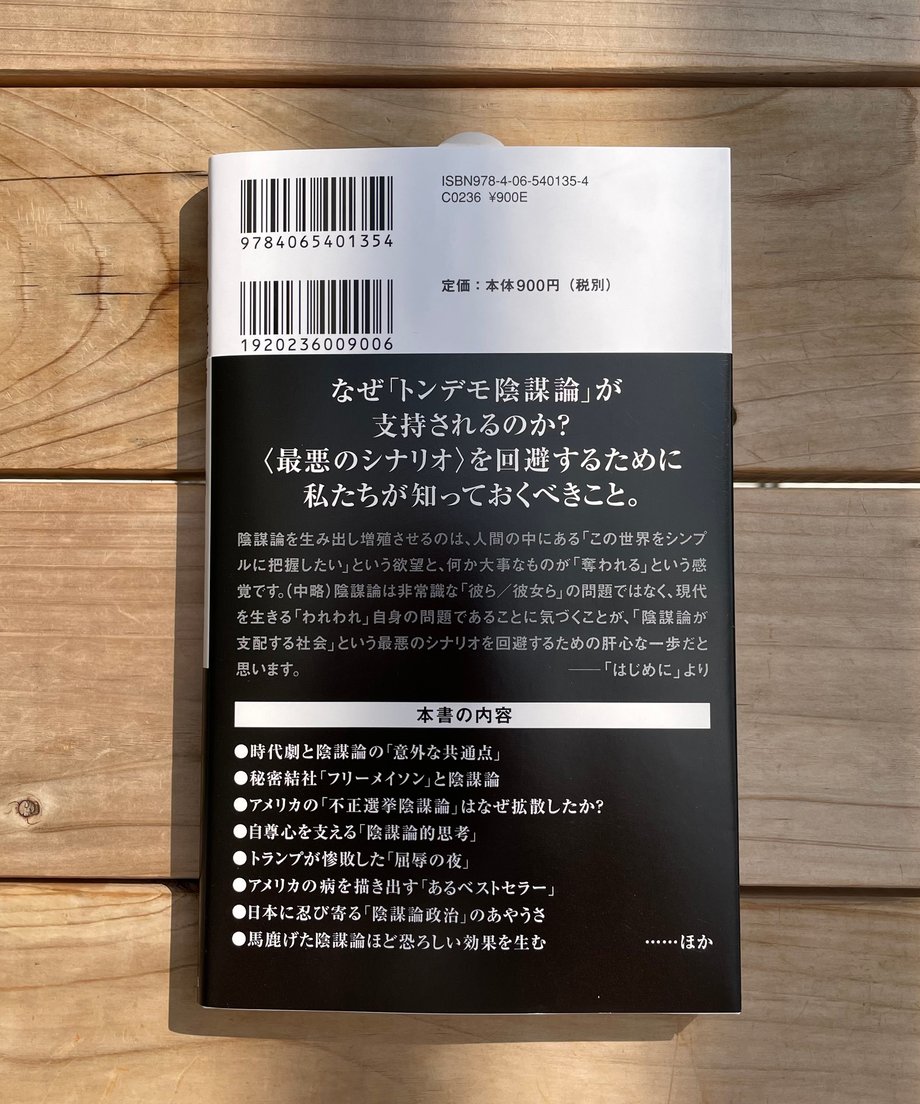 ISBN978-4-06-540135-4
C0236 ¥900E
9784065401354
定価：本体900円（税別）
1920236009006
なぜ「トンデモ陰謀論」が
支持されるのか？
〈最悪のシナリオ〉を回避するために
私たちが知っておくべきこと。
陰謀論を生み出し増殖させるのは、人間の中にある「この世界をシンプ
ルに把握したい」という欲望と、何か大事なものが「奪われる」という感
覚です。（中略）陰謀論は非常識な「彼ら／彼女ら」の問題ではなく、現代
を生きる「われわれ」自身の問題であることに気づくことが、「陰謀論が
支配する社会」という最悪のシナリオを回避するための肝心な一歩だと
思います。 ——「はじめに」より
本書の内容
●時代劇と陰謀論の「意外な共通点」
●秘密結社「フリーメイソン」と陰謀論
●アメリカの「不正選挙陰謀論」はなぜ拡散したか？
●自尊心を支える「陰謀論的思考」
●トランプが惨敗した「屈辱の夜」
●アメリカの病を描き出す「あるベストセラー」
●日本に忍び寄る「陰謀論政治」のあやうさ
●馬鹿げた陰謀論ほど恐ろしい効果を生む ……ほか